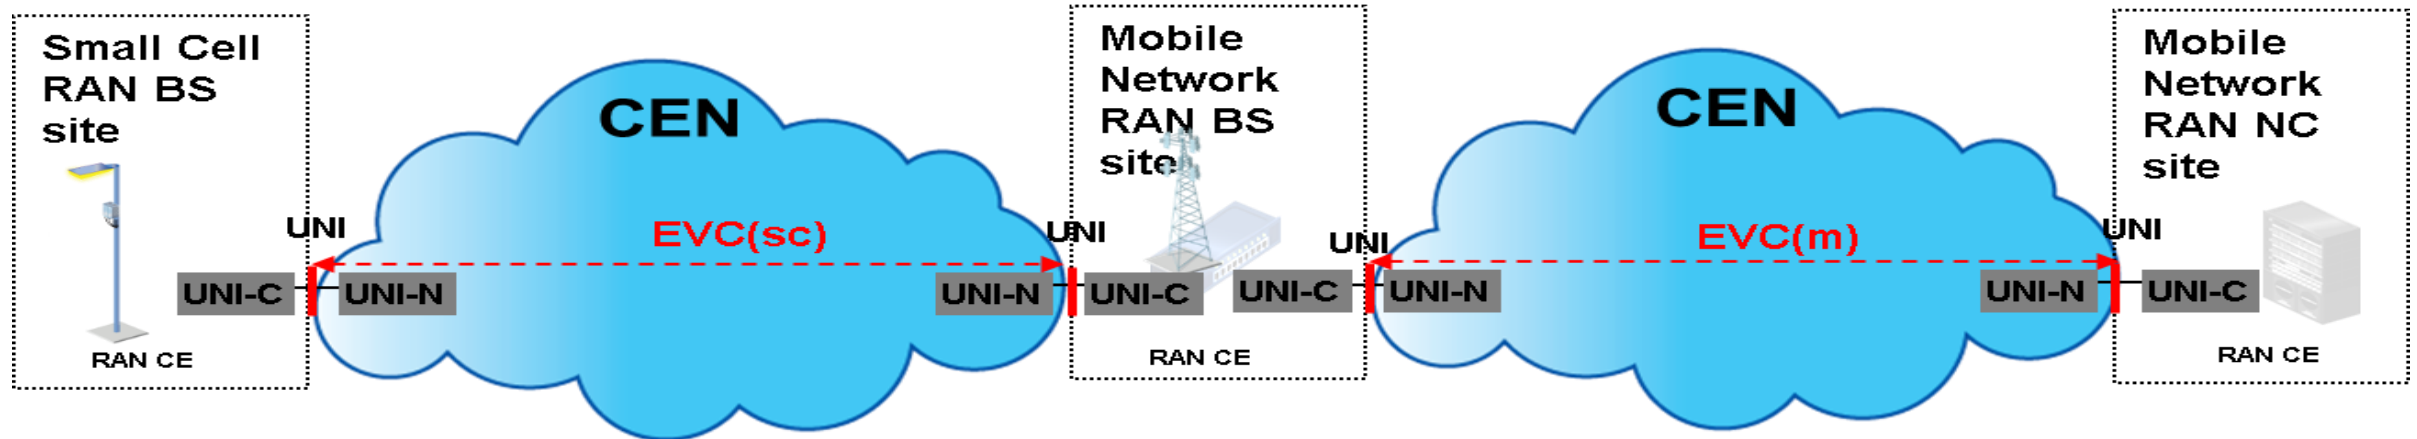 Small Cell
RAN BS
site
CEN
Mobile
Network
RAN BS
site
CEN
Mobile
Network
RAN NC
site
UNI
EVC(sc)
UNI
UNI
EVC(m)
UNI
UNI-C
UNI-N
UNI-N
UNI-C
UNI-C
UNI-N
UNI-N
UNI-C
RAN CE
RAN CE
RAN CE